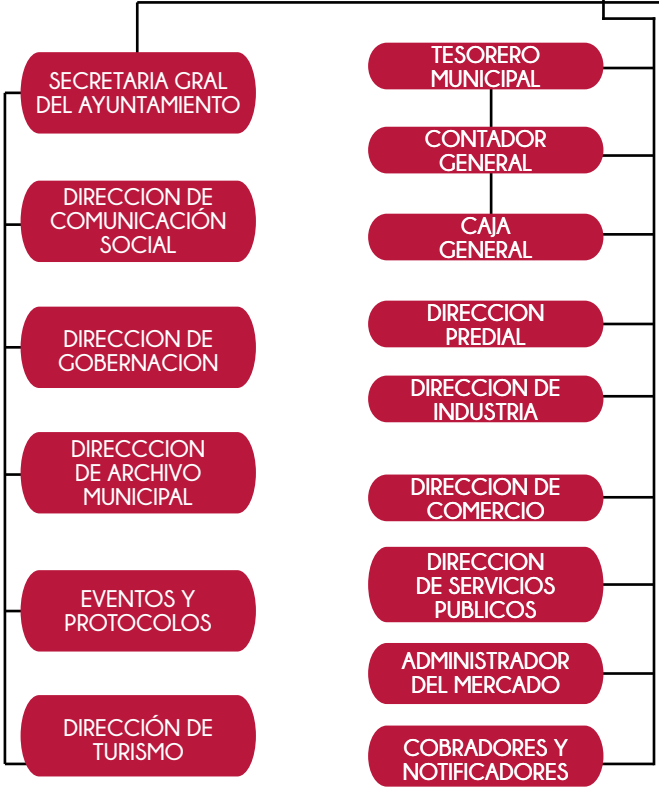 SECRETARIA GRAL
DEL AYUNTAMIENTO
DIRECCION DE
COMUNICACIÓN
SOCIAL
DIRECCION DE
GOBERNACION
DIRECCCION
DE ARCHIVO
MUNICIPAL
EVENTOS Y
PROTOCOLOS
DIRECCIÓN DE
TURISMO
TESORERO
MUNICIPAL
CONTADOR
GENERAL
CAJA
GENERAL
DIRECCION
PREDIAL
DIRECCION DE
INDUSTRIA
DIRECCION DE
COMERCIO
DIRECCION
DE SERVICIOS
PUBLICOS
ADMINISTRADOR
DEL MERCADO
COBRADORES Y
NOTIFICADORES